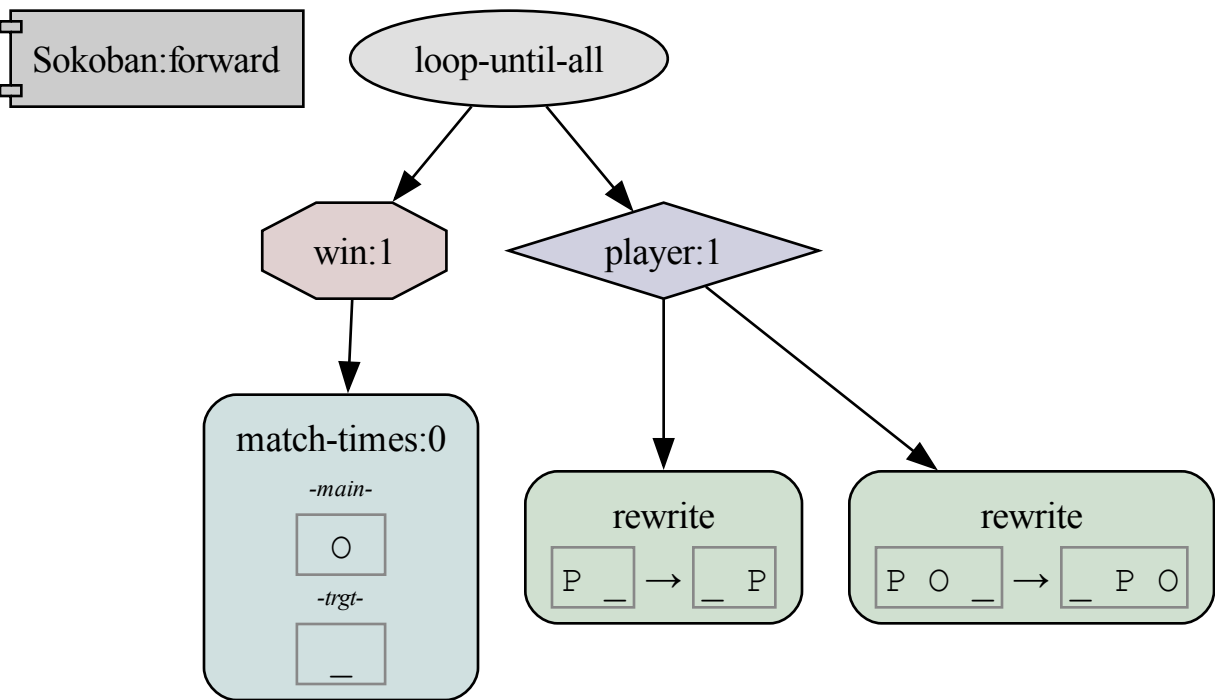 Sokoban:forward
loop-until-all
win:1
player:1
match-times:0
-main-
O
-trgt-
_
rewrite
P _ → _ P
rewrite
P O _ → _ P O